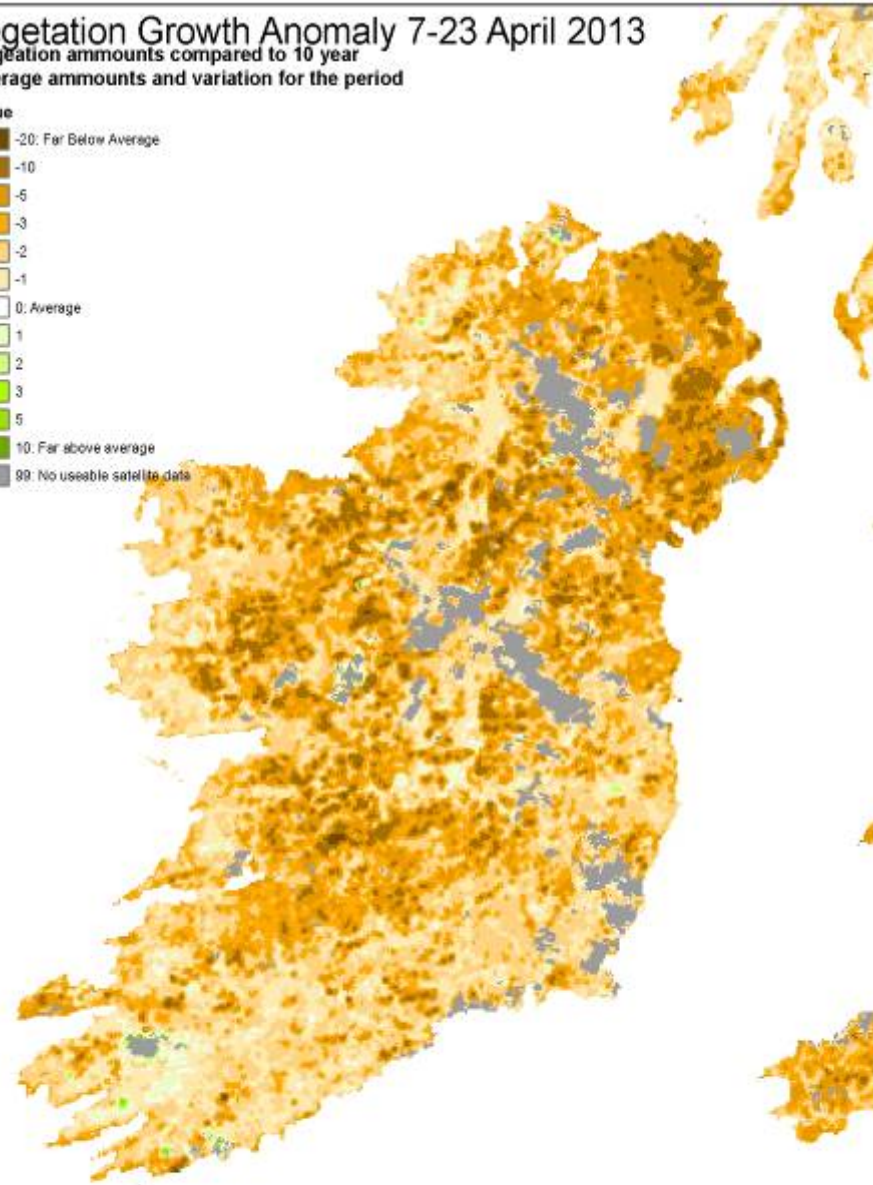 getation Growth Anomaly 7-23 April 2013
geation ammounts compared to 10 year
erage ammounts and variation for the period
ue
-20: Far Below Average
-10
-5
-3
-2
-1
0: Average
1
2
3
5
10: Far above average
99: No useable satellite data